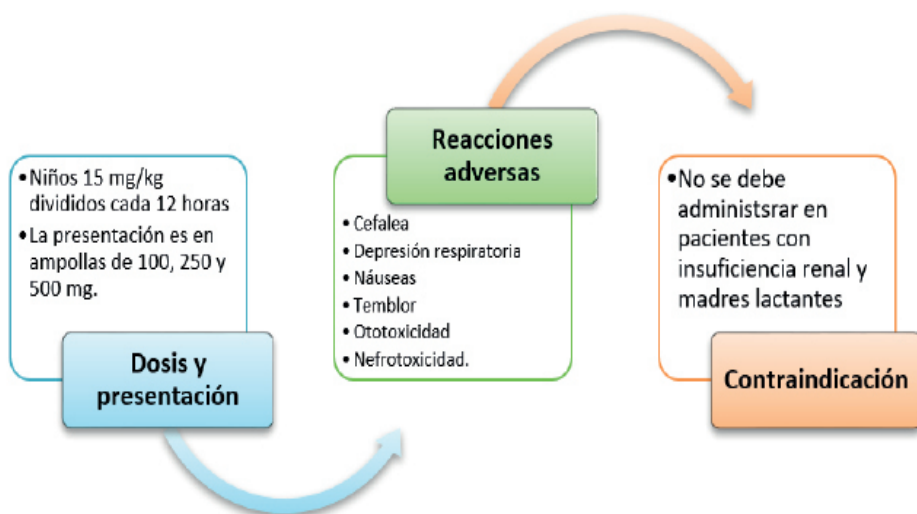 •Niños 15 mg/kg
divididos cada 12 horas
•La presentación es en
ampollas de 100, 250 y
500 mg.
Dosis y
presentación
Reacciones
adversas
• Cefalea
• Depresión respiratoria
• Náuseas
• Temblor
• Ototoxicidad
• Nefrotoxicidad.
•No se debe
administsrar en
pacientes con
insuficiencia renal y
madres lactantes
Contraindicación